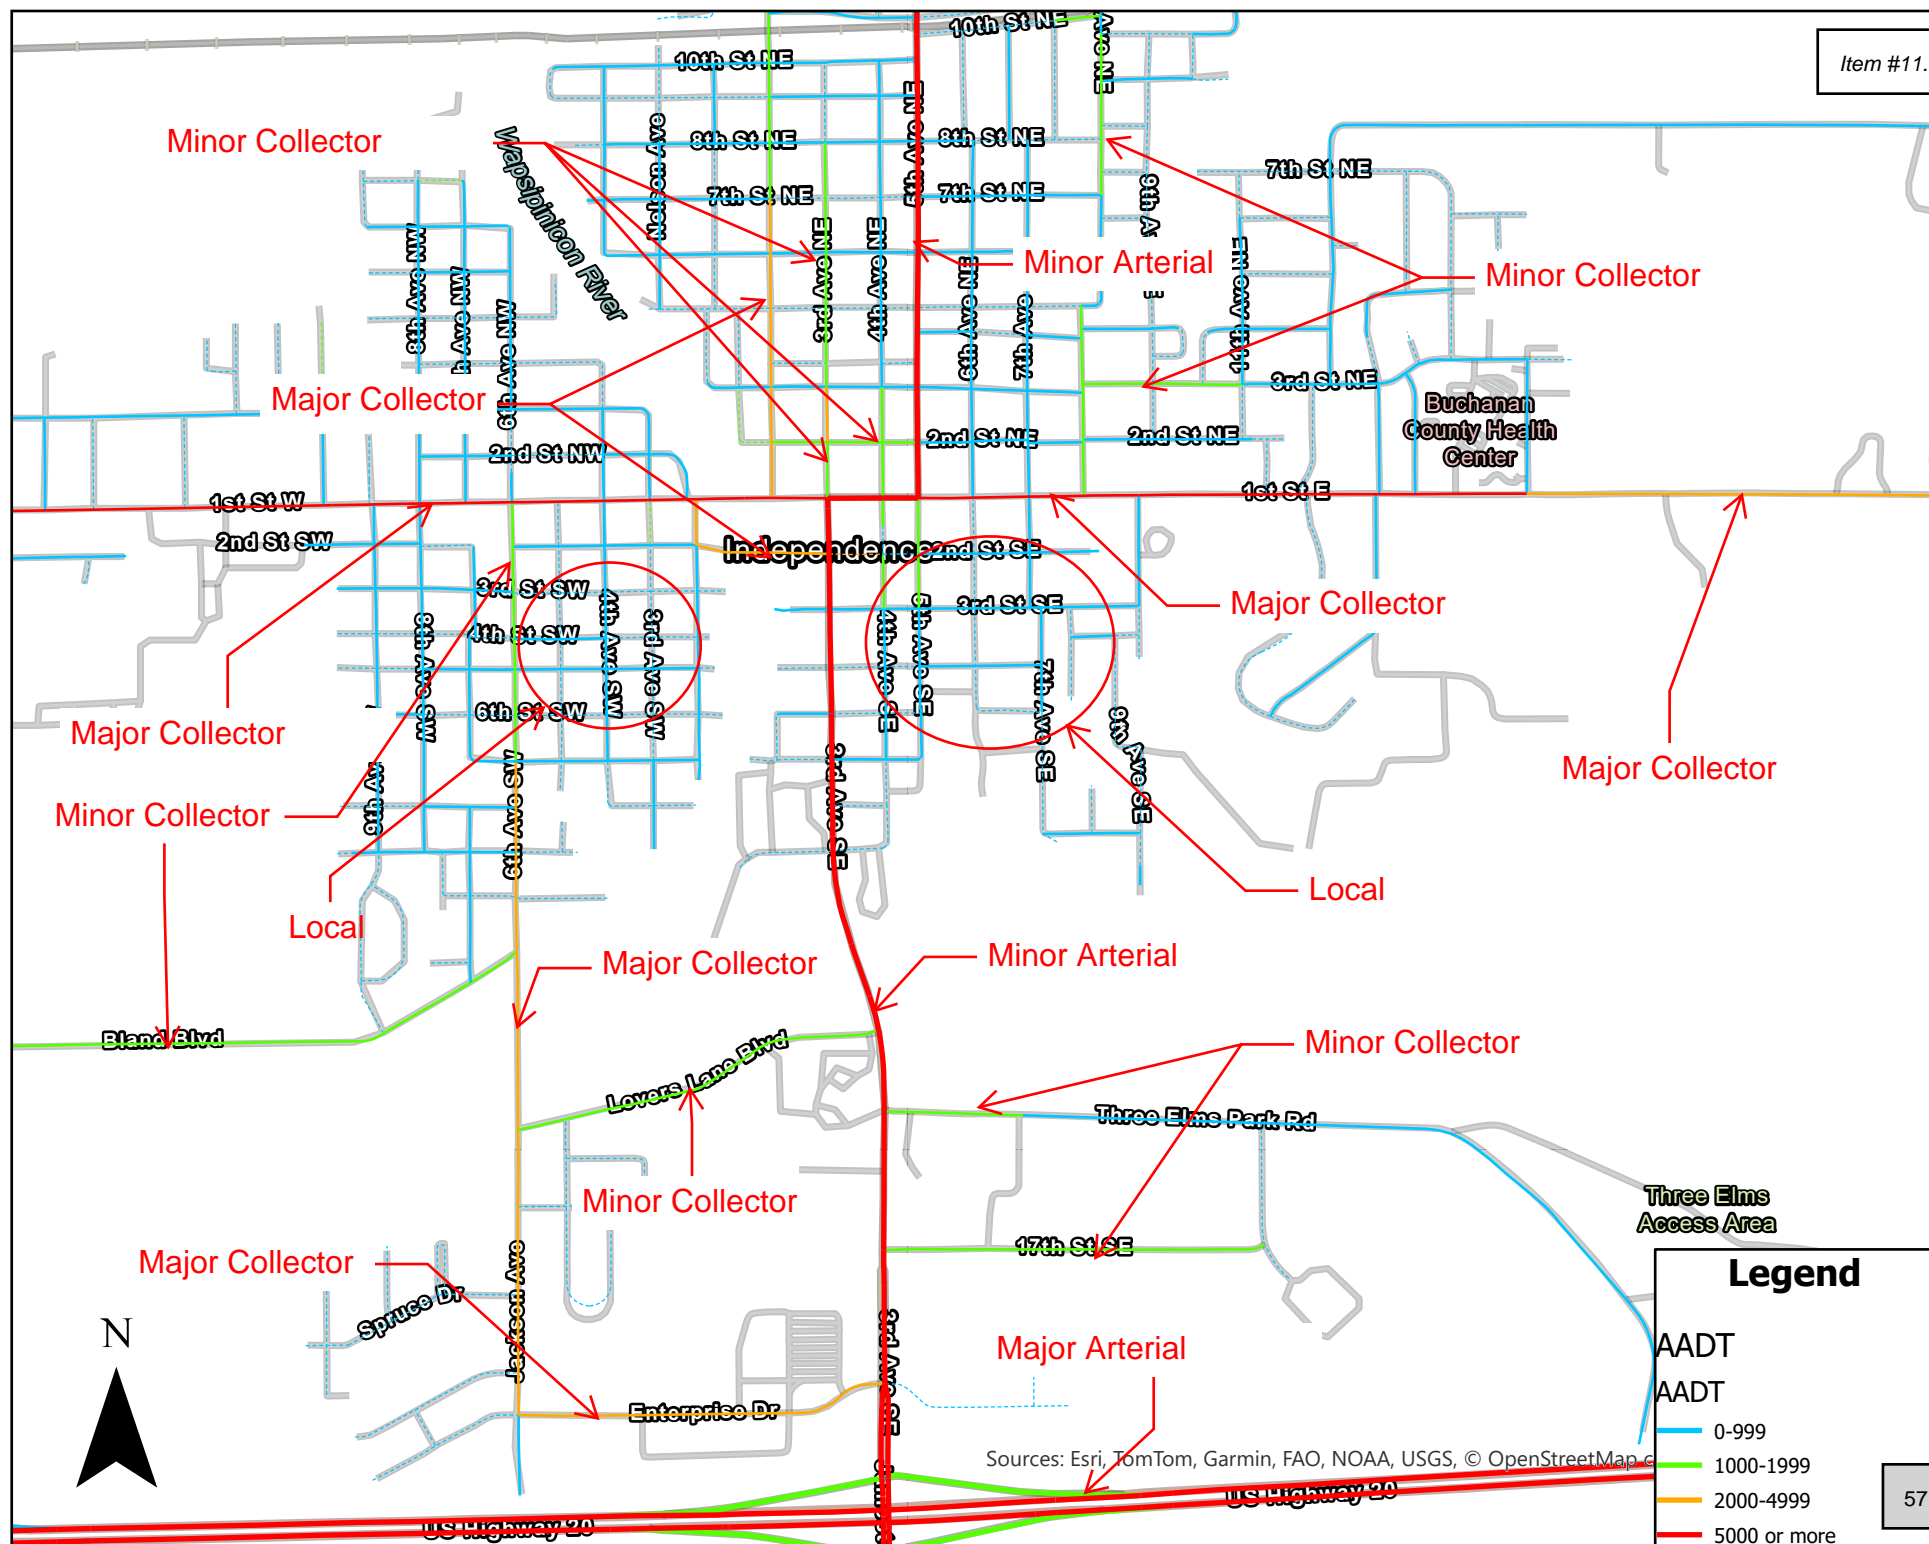 10th St NE
Ave NE
Item #11.
10th St NE
5th Ave NE
Nelson Ave
Minor Collector
Wapsipinicon River
8th St NE
8th St NE
7th St NE
7th St NE
7th St NE
3rd Ave NE
4th Ave NE
Minor Arterial
Minor Collector
8th Ave NW
6th Ave NW
6th Ave NE
11th Ave NE
Major Collector
3rd St NE
Buchanan
County Health
Center
2nd St NW
2nd St NE
2nd St NE
1st St W
1st St E
2nd St SW
Independence
2nd St SE
3rd St SW
4th Ave SW
3rd Ave SW
8th Ave SW
4th St SW
3rd St SE
4th Ave SE
5th Ave SE
Major Collector
7th Ave SE
6th St SW
9th Ave SE
Major Collector
3rd Ave SE
Major Collector
6th Ave SW
Minor Collector
Local
Local
Major Collector
Minor Arterial
Bland Blvd
Lovers Lane Blvd
Minor Collector
Three Elms Park Rd
Minor Collector
Three Elms
Access Area
17th St SE
Major Collector
Spruce Dr
Jackson Ave
3rd Ave SE
N
Major Arterial
Enterprise Dr
Sources: Esri, TomTom, Garmin, FAO, NOAA, USGS, © OpenStreetMap c
US Highway 20
US Highway 20
Legend
AADT
AADT
0-999
1000-1999
2000-4999
5000 or more
57